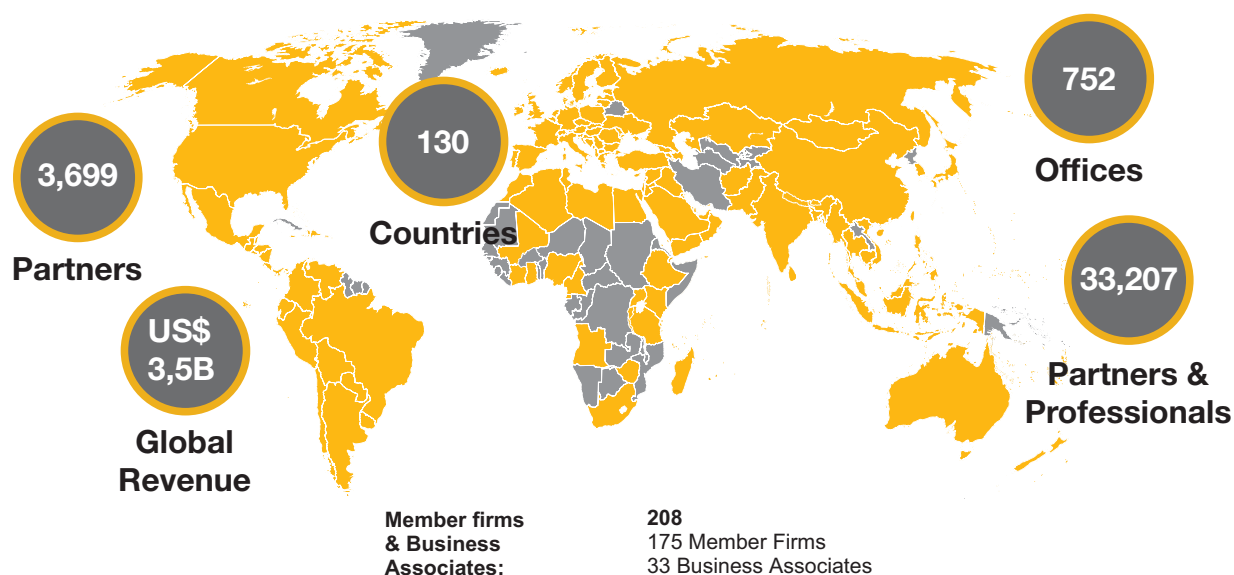 3,699
Partners
US$
3,5B
Global
Revenue
130
Countries
752
Offices
33,207
Partners &
Professionals
Member firms
& Business
Associates:
208
175 Member Firms
33 Business Associates